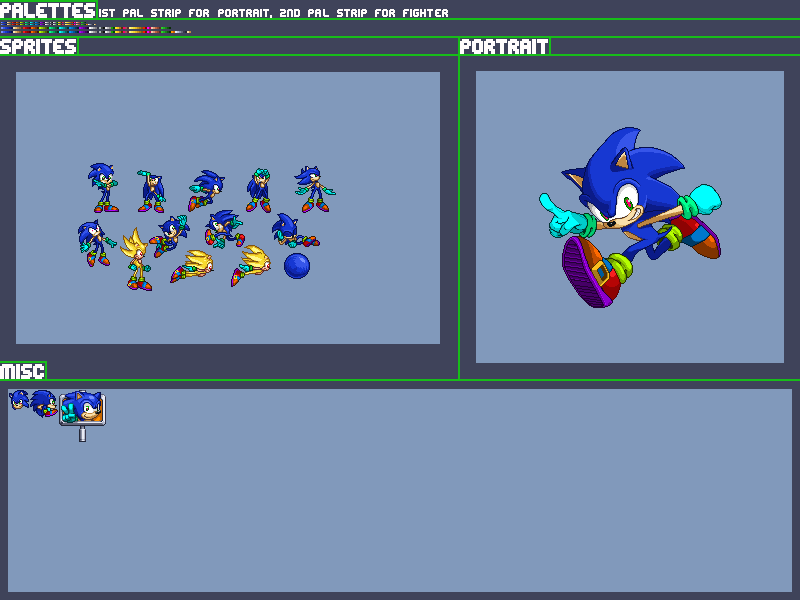 PALETTES 1ST PAL STRIP FOR PORTRAIT, 2ND PAL STRIP FOR FIGHTER
SPRITES
PORTRAIT
MISC